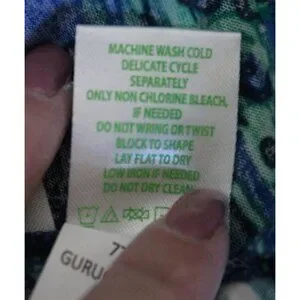 MACHINE WASH COLD
DELICATE CYCLE
SEPARATELY
ONLY NON CHLORINE BLEACH,
IF NEEDED
DO NOT WRING OR TWIST
BLOCK TO SHAPE
LAY FLAT TO DRY
LOW IRON IF NEEDED
DO NOT DRY CLEAN